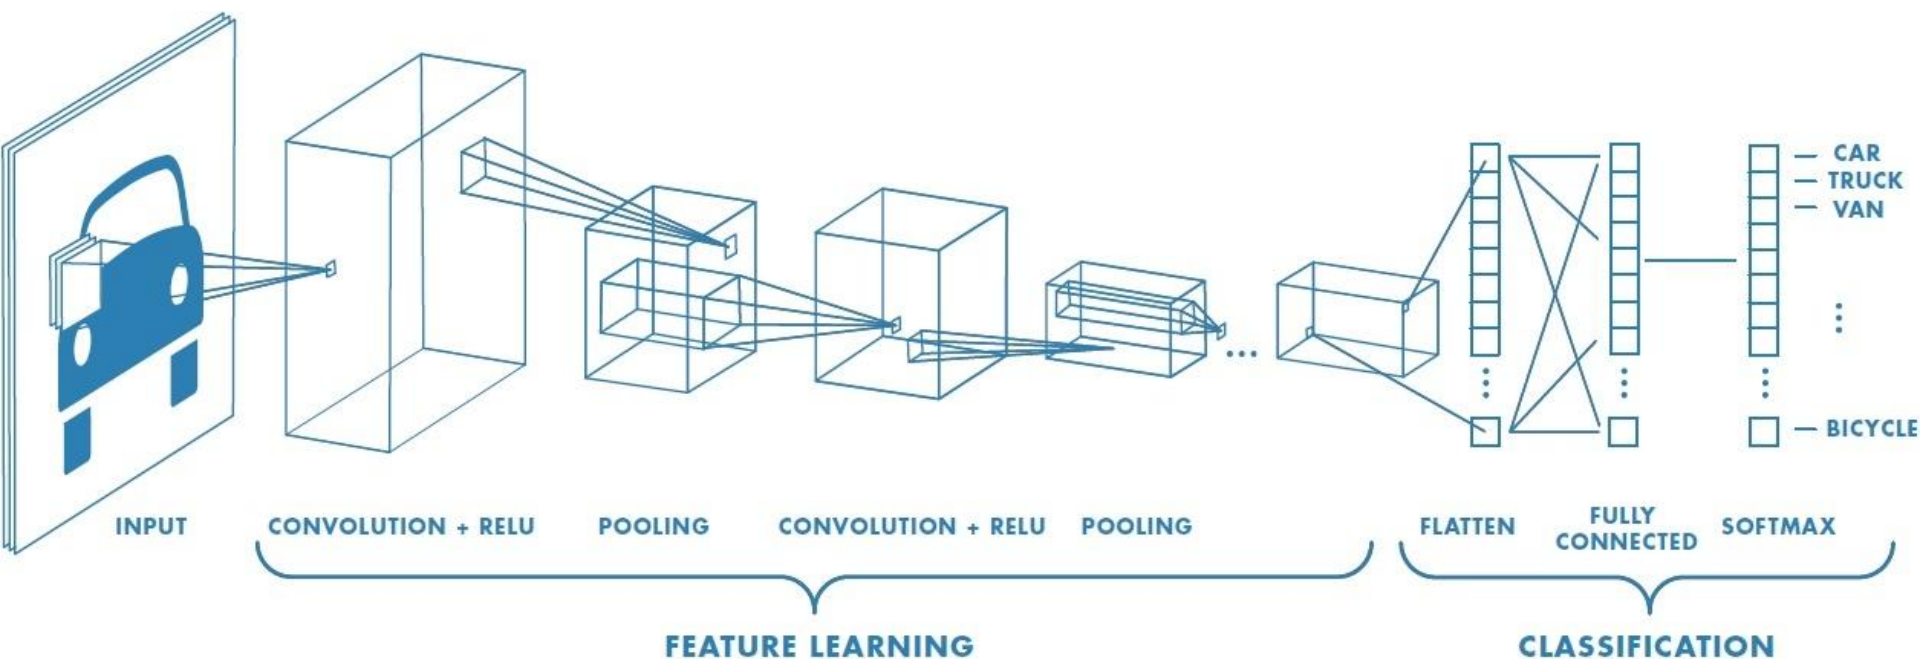 CAR
TRUCK
VAN
BICYCLE
INPUT
CONVOLUTION + RELU
POOLING
CONVOLUTION + RELU
POOLING
FLATTEN
FULLY
CONNECTED
SOFTMAX
FEATURE LEARNING
CLASSIFICATION